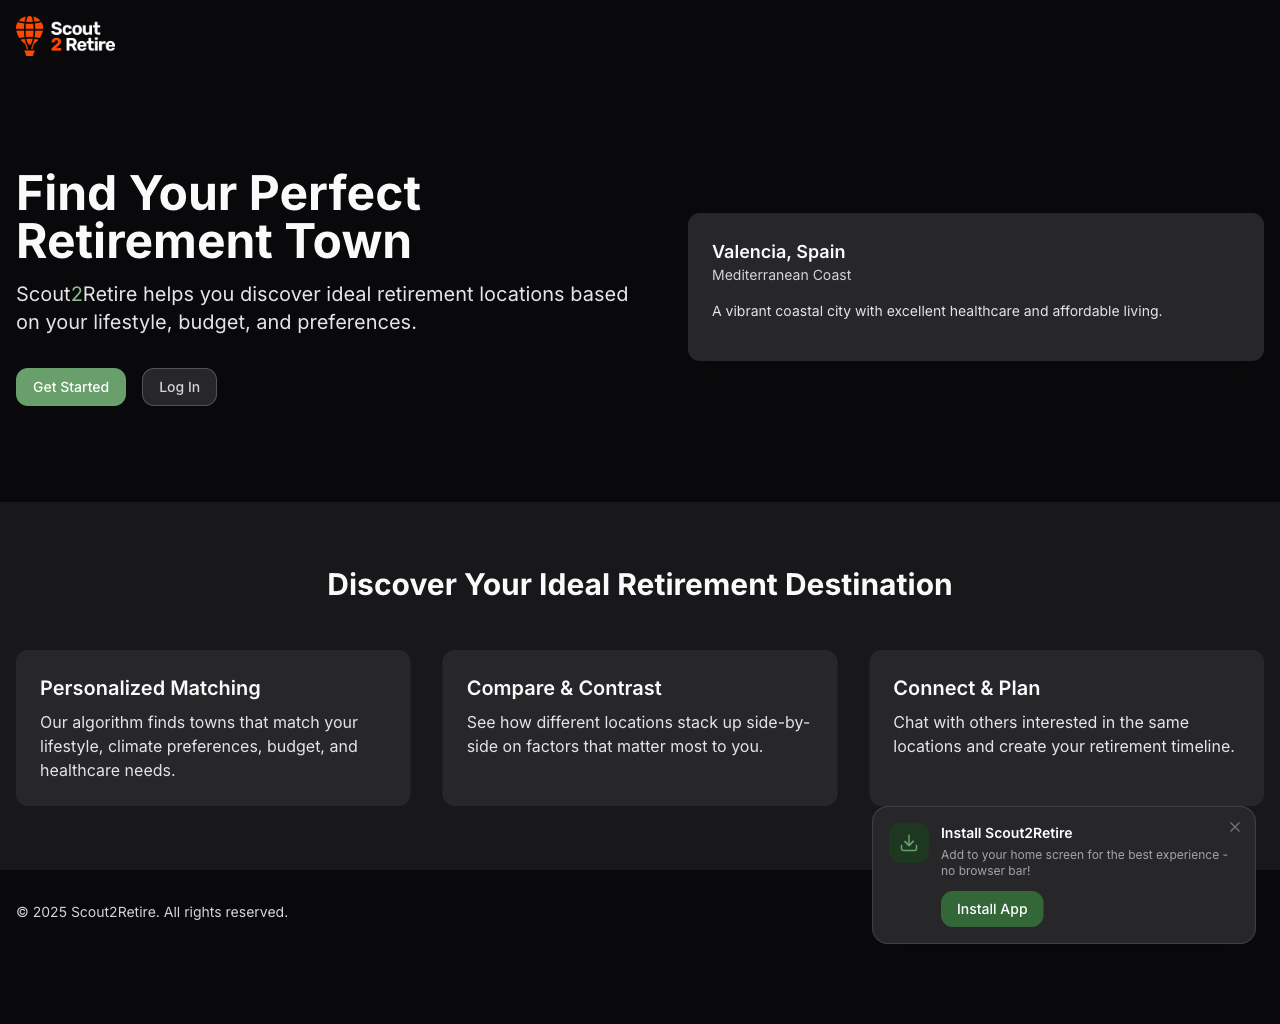 Scout
2 Retire
Find Your Perfect
Retirement Town
Scout2Retire helps you discover ideal retirement locations based
on your lifestyle, budget, and preferences.
Get Started
Log In
Valencia, Spain
Mediterranean Coast
A vibrant coastal city with excellent healthcare and affordable living.
Discover Your Ideal Retirement Destination
Personalized Matching
Our algorithm finds towns that match your
lifestyle, climate preferences, budget, and
healthcare needs.
Compare & Contrast
See how different locations stack up side-by-
side on factors that matter most to you.
Connect & Plan
Chat with others interested in the same
locations and create your retirement timeline.
Install Scout2Retire
Add to your home screen for the best experience -
no browser bar!
Install App
© 2025 Scout2Retire. All rights reserved.